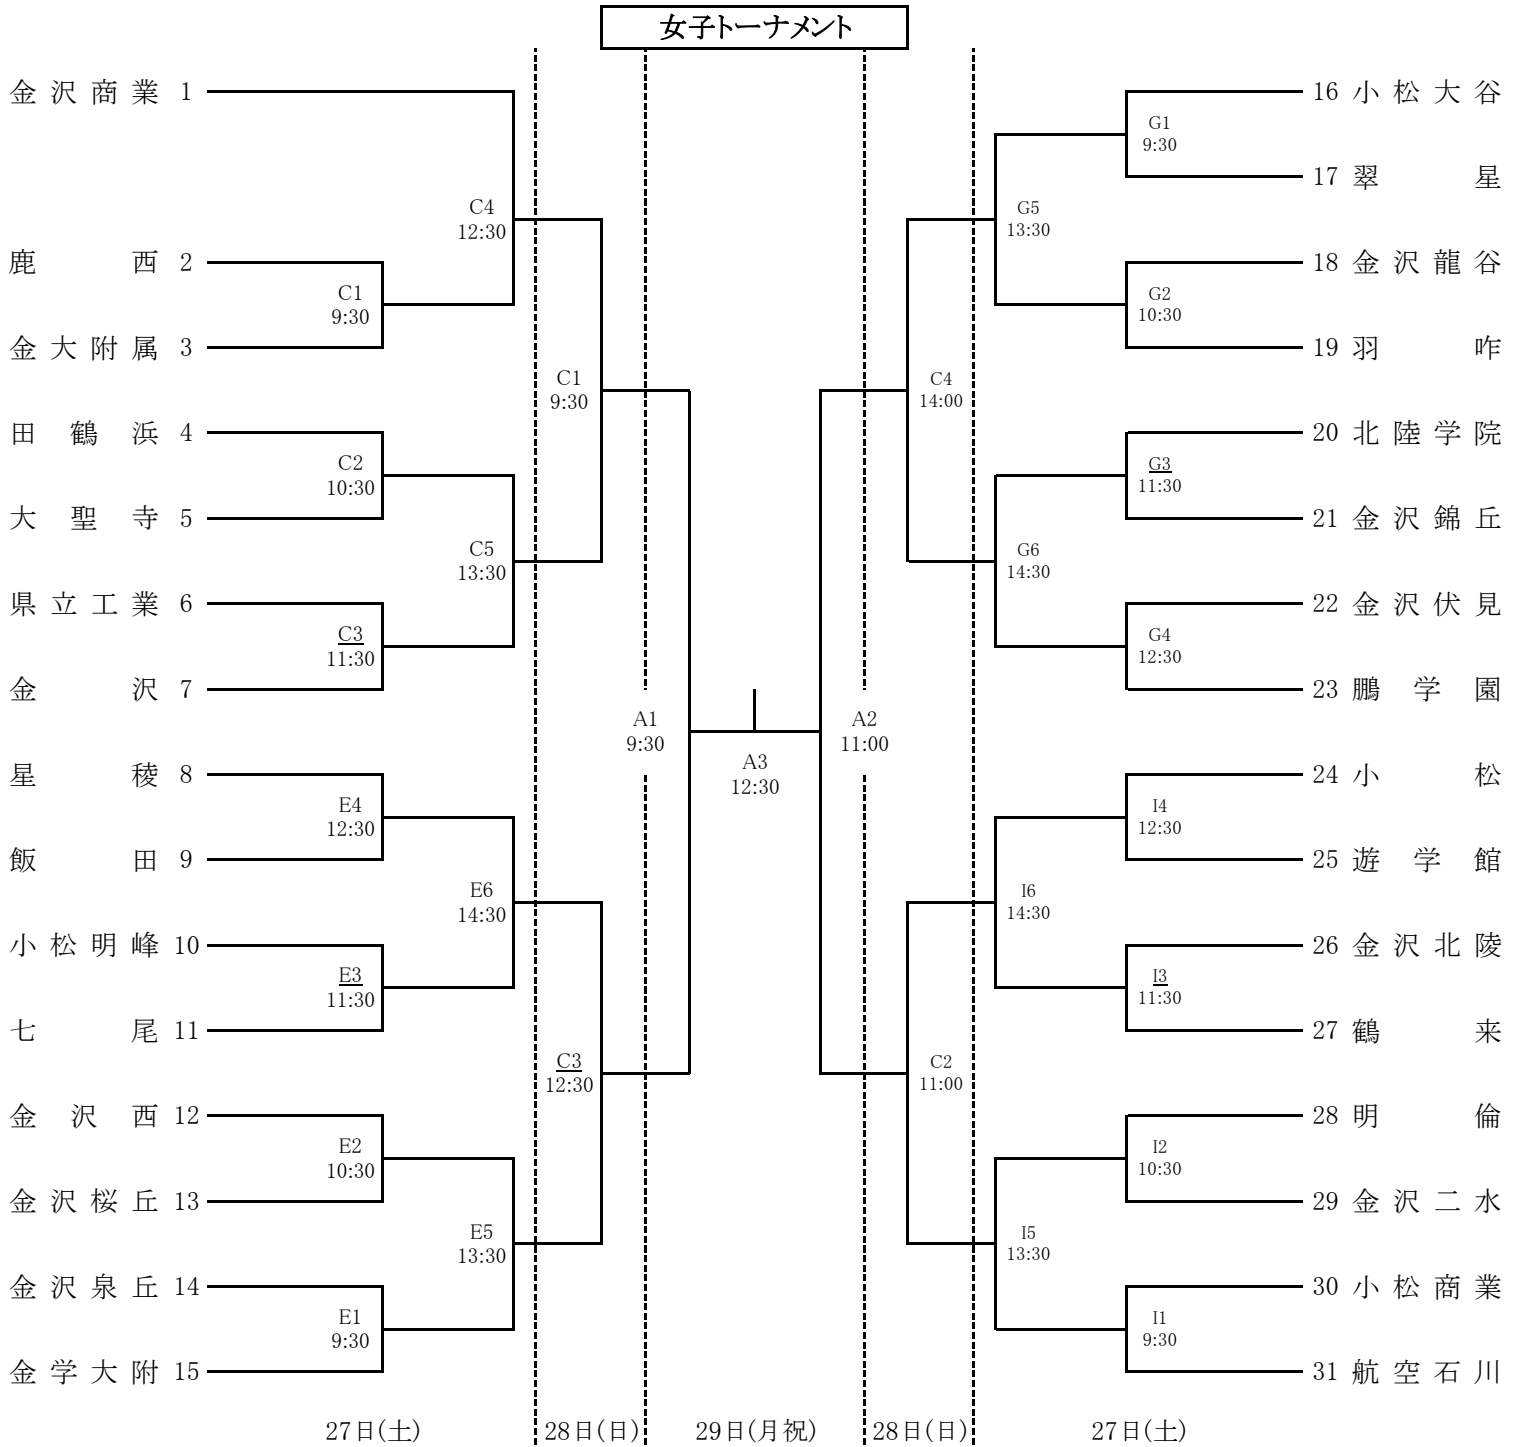 女子トーナメント
金沢商業 1
鹿西 2
金大附属 3
田鶴浜 4
大聖寺 5
県立工業 6
金沢 7
星稜 8
飯田 9
小松明峰 10
七尾 11
金沢西 12
金沢桜丘 13
金沢泉丘 14
金学大附 15
C1
9:30
C2
10:30
C3
11:30
E4
12:30
E3
11:30
E2
10:30
E1
9:30
C4
12:30
C5
13:30
E6
14:30
E5
13:30
C1
9:30
C3
12:30
A1
9:30
A3
12:30
A2
11:00
C4
14:00
C2
11:00
G5
13:30
G6
14:30
I6
14:30
I5
13:30
G1
9:30
G2
10:30
G3
11:30
G4
12:30
I4
12:30
I3
11:30
I2
10:30
I1
9:30
16 小松大谷
17 翠星
18 金沢龍谷
19 羽咋
20 北陸学院
21 金沢錦丘
22 金沢伏見
23 鵬学園
24 小松
25 遊学館
26 金沢北陵
27 鶴来
28 明倫
29 金沢二水
30 小松商業
31 航空石川
27日(土)
28日(日)
29日(月祝)
28日(日)
27日(土)